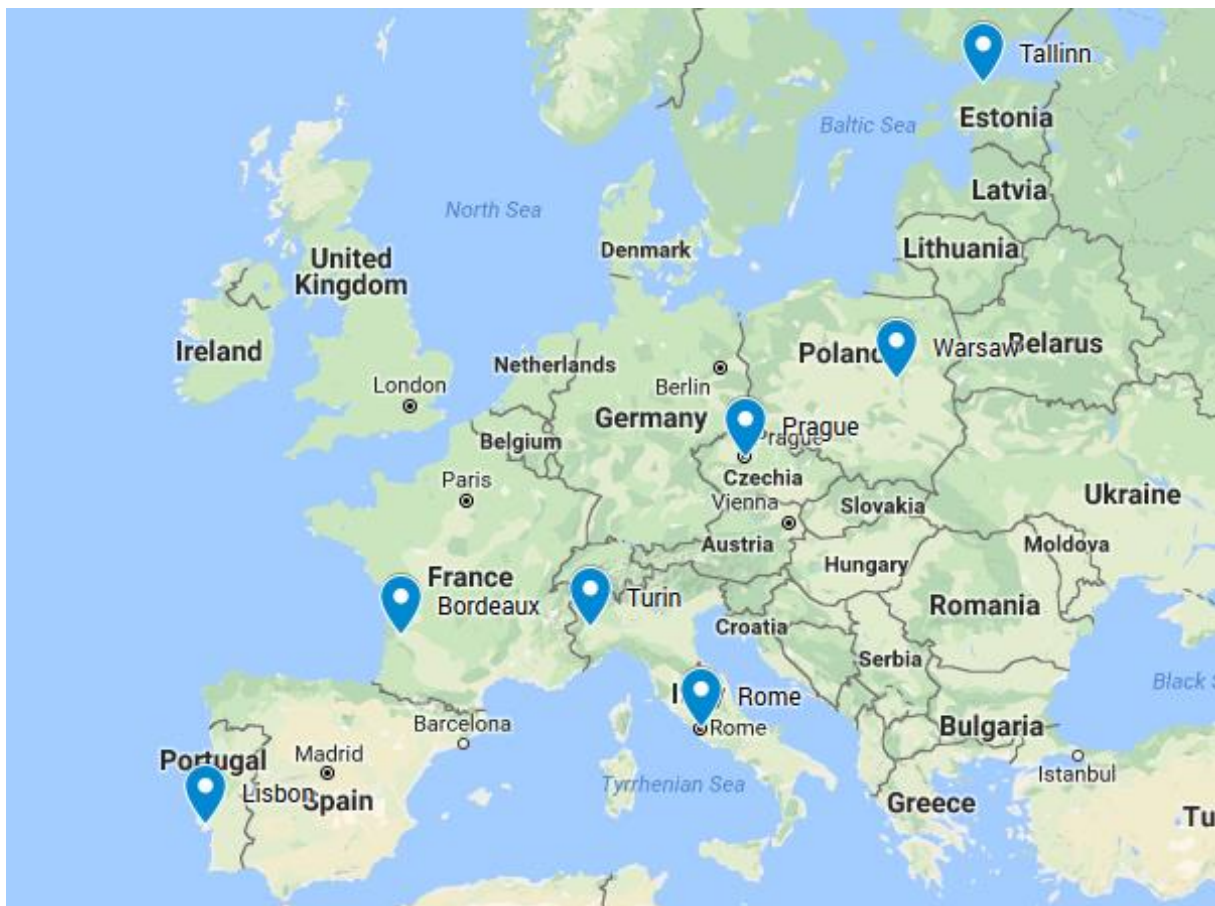 Tallinn
Estonia
Baltic Sea
Latvia
North Sea
Denmark
Lithuania
United
Kingdom
Ireland
Netherlands
Berlin
Poland
Warsaw
Belarus
London
Germany
Prague
Prague
Belgium
Czechia
Paris
Vienna
Slovakia
Ukraine
Austria
Hungary
Moldova
France
Bordeaux
Turin
Romania
Croatia
Serbia
Rome
Rome
Black S
Barcelona
Bulgaria
Portugal
Madrid
Istanbul
Lisbon
Spain
Tyrrhenian Sea
Greece
Tu